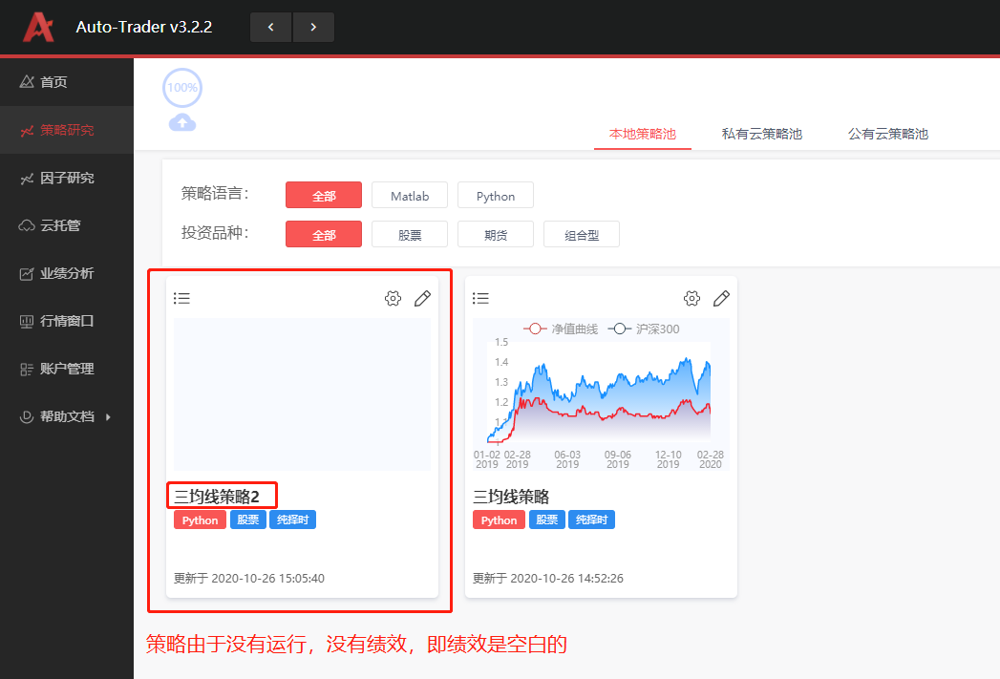 Auto-Trader v3.2.2
首页
策略研究
因子研究
云托管
业绩分析
行情窗口
账户管理
帮助文档
100%
本地策略池 私有云策略池 公有云策略池
策略语言： 全部 Matlab Python
投资品种： 全部 股票 期货 组合型
三均线策略2
Python 股票 纯择时
更新于 2020-10-26 15:05:40
净值曲线 沪深300
1.5
1.4
1.3
1.2
1.1
01-02 02-28 06-03 09-06 12-10 02-28
2019 2019 2019 2019 2019 2020
三均线策略
Python 股票 纯择时
更新于 2020-10-26 14:52:26
策略由于没有运行，没有绩效，即绩效是空白的